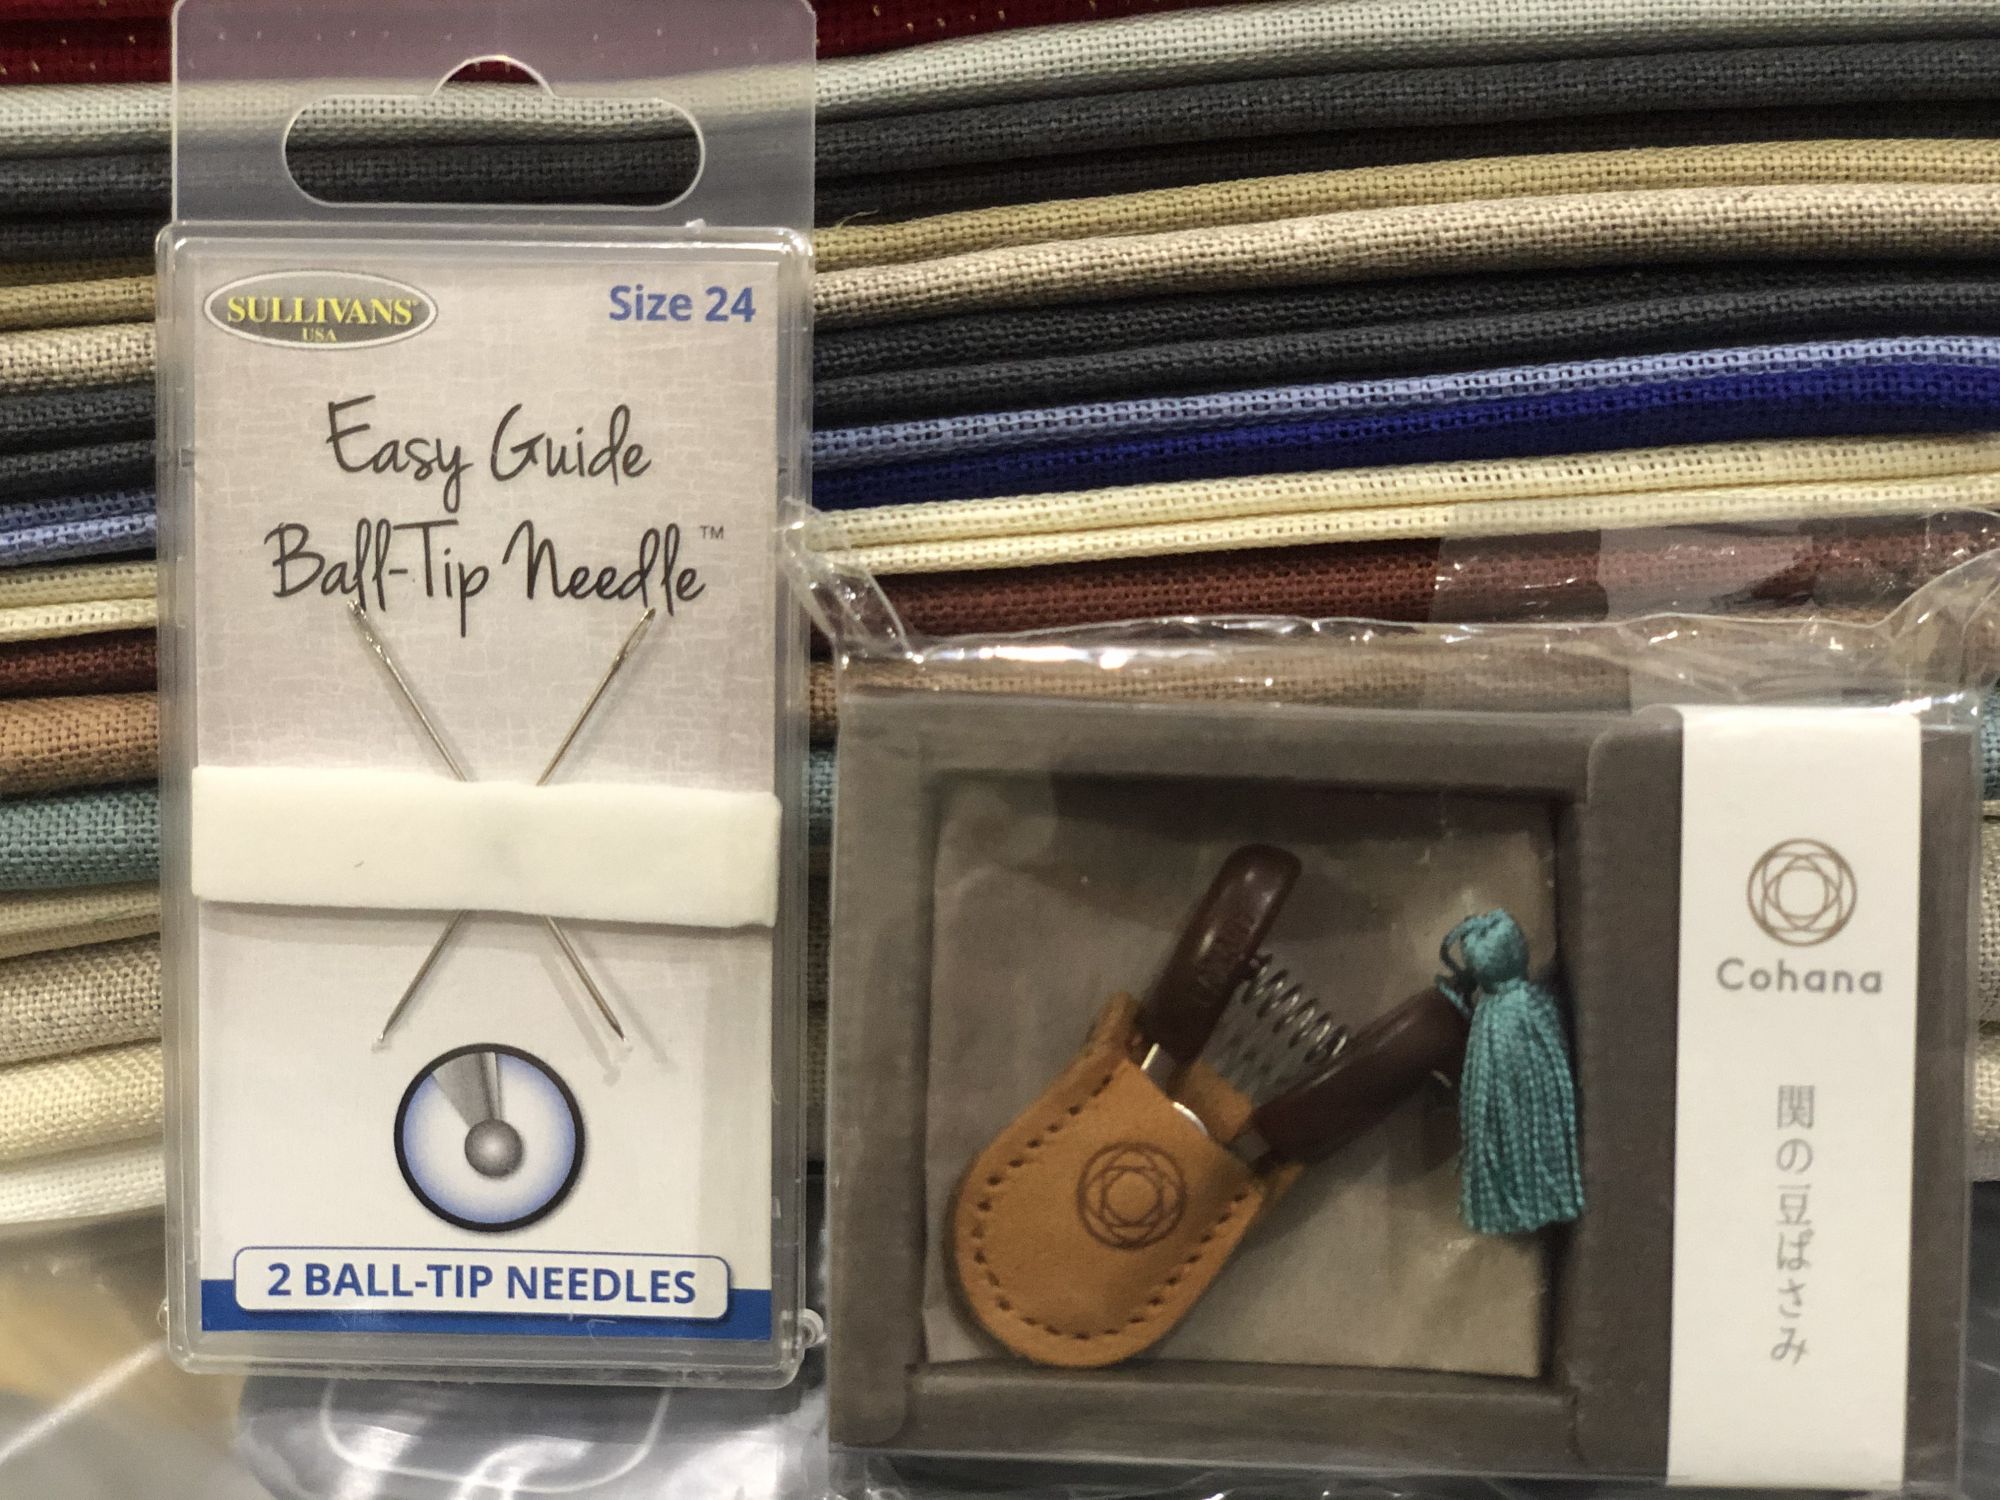 SULLIVANS®
USA
Size 24
Easy Guide
Ball-Tip Needle™
2 BALL-TIP NEEDLES
Cohana
関の豆ばさみ